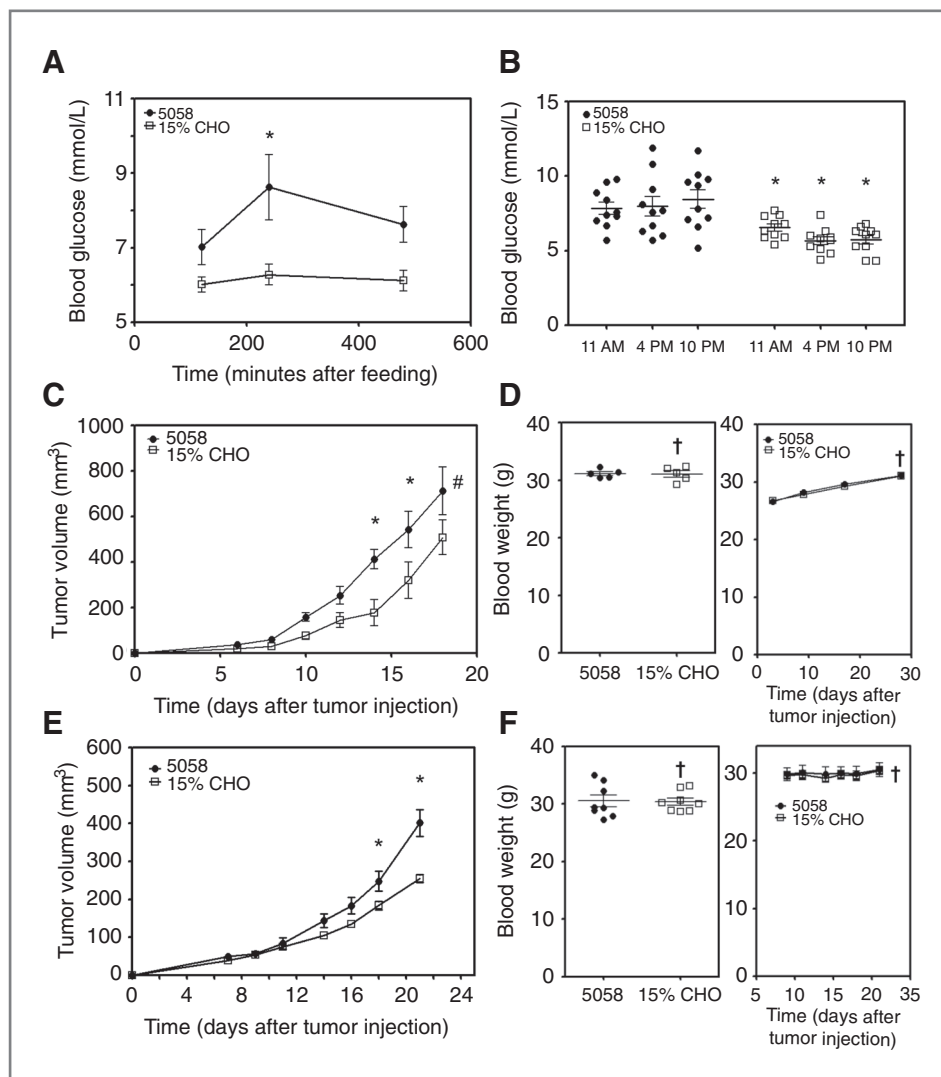 A
11
9
7
5
Blood glucose (mmol/L)
5058
15% CHO
*
0
200
400
600
Time (minutes after feeding)
B
15
10
5
0
Blood glucose (mmol/L)
5058
15% CHO
* * *
11 AM 4 PM 10 PM 11 AM 4 PM 10 PM
C
1000
800
600
400
200
0
Tumor volume (mm³)
5058
15% CHO
*
*
#
0 5 10 15 20
Time (days after tumor injection)
D
40
30
20
10
0
Blood weight (g)
†
5058 15% CHO
40
30
20
10
0
5058
15% CHO
†
0 10 20 30
Time (days after
tumor injection)
E
600
500
400
300
200
100
0
Tumor volume (mm³)
5058
15% CHO
*
*
0 4 8 12 16 20 24
Time (days after tumor injection)
F
40
30
20
10
0
Blood weight (g)
†
5058 15% CHO
30
20
10
0
5058
15% CHO
†
5 10 15 20 35
Time (days after
tumor injection)